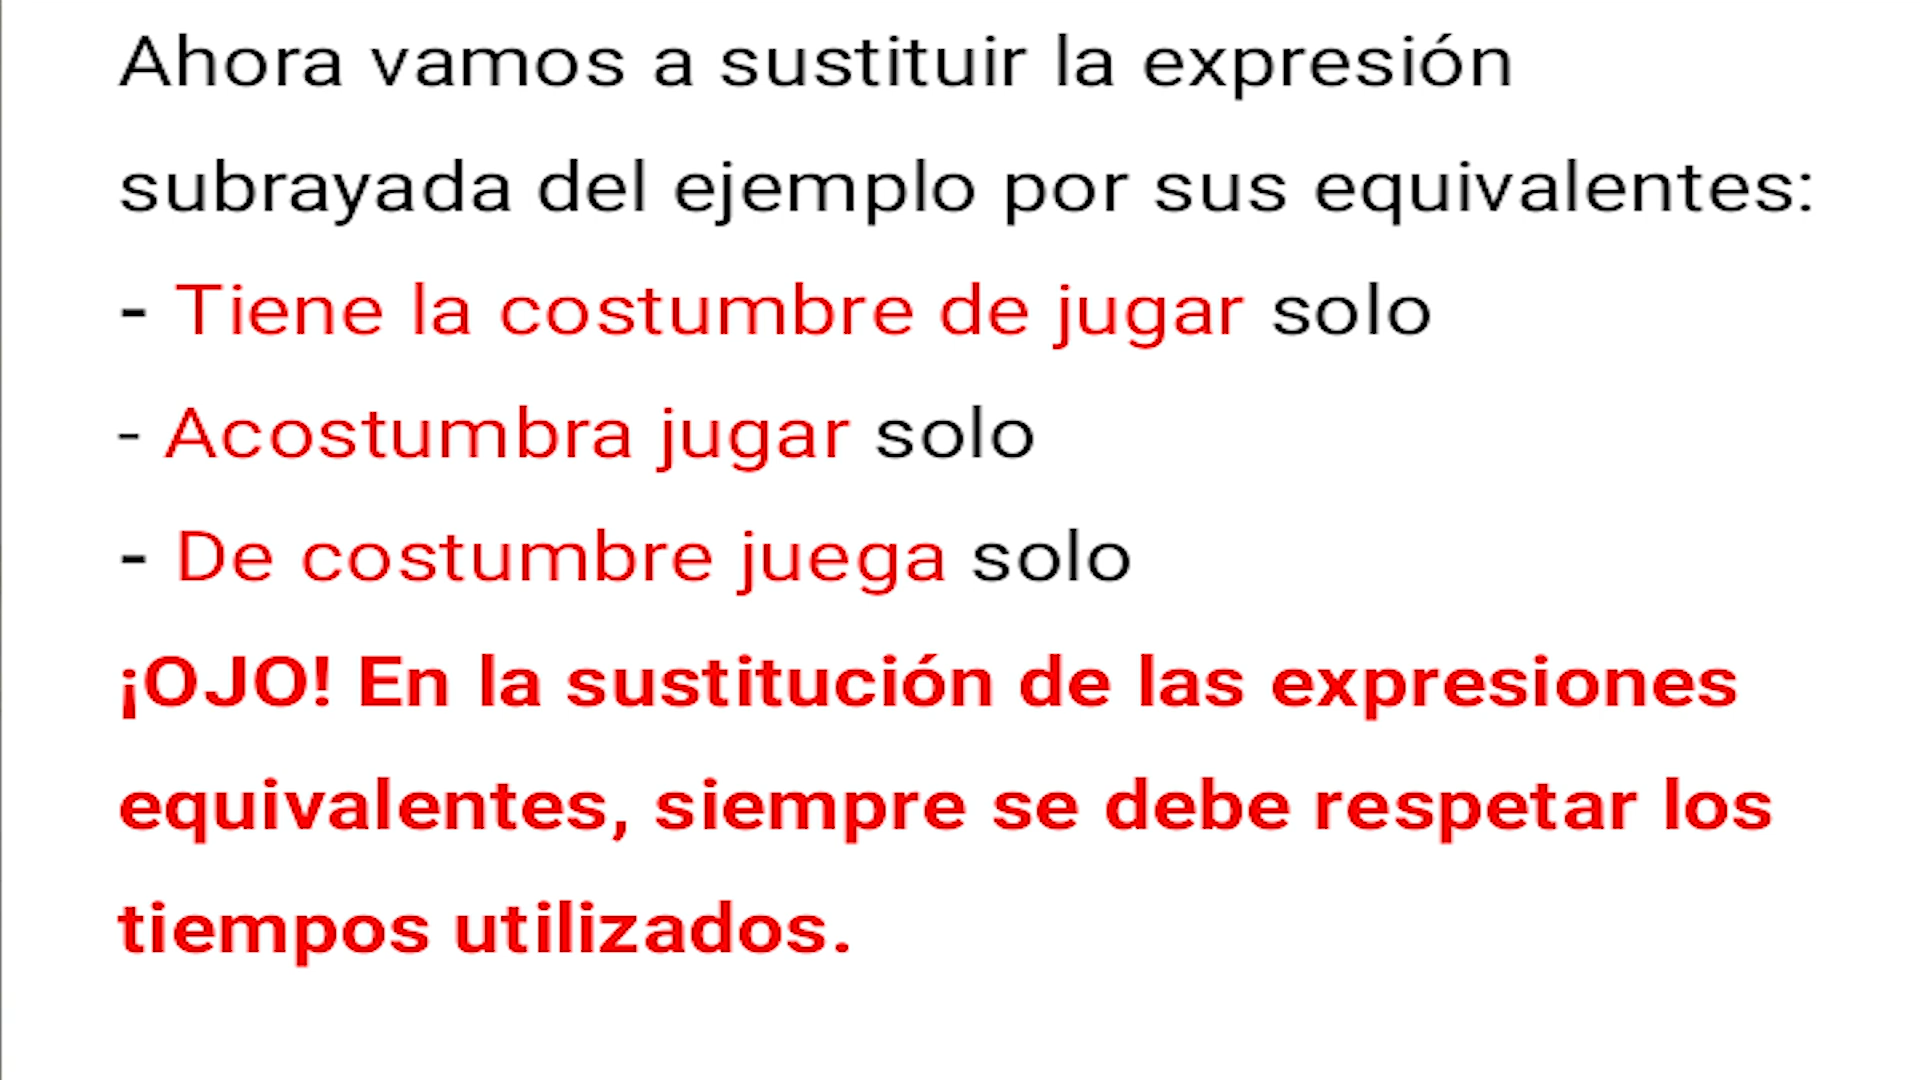 Ahora vamos a sustituir la expresión
subrayada del ejemplo por sus equivalentes:
- Tiene la costumbre de jugar solo
- Acostumbra jugar solo
- De costumbre juega solo
¡OJO! En la sustitución de las expresiones
equivalentes, siempre se debe respetar los
tiempos utilizados.